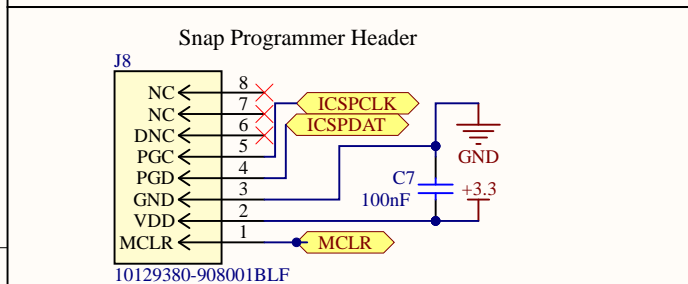 Snap Programmer Header
J8
NC 8
NC 7
DNC 6
PGC 5
PGD 4
GND 3
VDD 2
MCLR 1
10129380-908001BLF
ICSPCLK
ICSPDAT
GND
C7
100nF
+3.3
MCLR